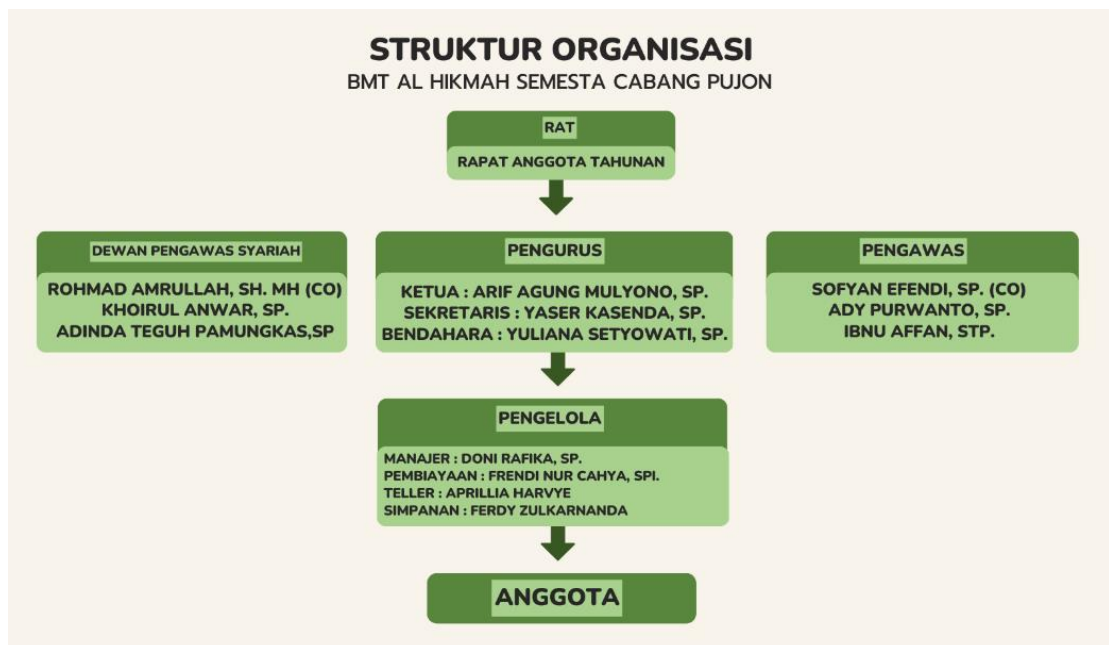 STRUKTUR ORGANISASI
BMT AL HIKMAH SEMESTA CABANG PUJON
RAT
RAPAT ANGGOTA TAHUNAN
DEWAN PENGAWAS SYARIAH
ROHMAD AMRULLAH, SH. MH (CO)
KHOIRUL ANWAR, SP.
ADINDA TEGUH PAMUNGKAS,SP
PENGURUS
KETUA : ARIF AGUNG MULYONO, SP.
SEKRETARIS : YASER KASENDA, SP.
BENDAHARA : YULIANA SETYOWATI, SP.
PENGAWAS
SOFYAN EFENDI, SP. (CO)
ADY PURWANTO, SP.
IBNU AFFAN, STP.
PENGELOLA
MANAJER : DONI RAFIKA, SP.
PEMBIAYAAN : FRENDI NUR CAHYA, SPI.
TELLER : APRILLIA HARVYE
SIMPANAN : FERDY ZULKARNANDA
ANGGOTA